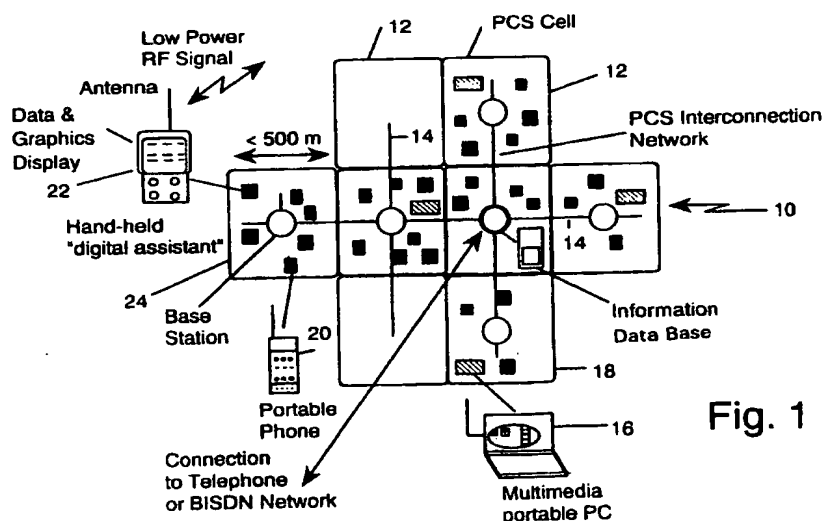 Low Power
RF Signal
12
PCS Cell
12
Antenna
Data &
Graphics
Display
22
< 500 m
14
PCS Interconnection
Network
10
14
Hand-held
"digital assistant"
24
Base
Station
20
Portable
Phone
Information
Data Base
18
16
Fig. 1
Connection
to Telephone
or BISDN Network
Multimedia
portable PC